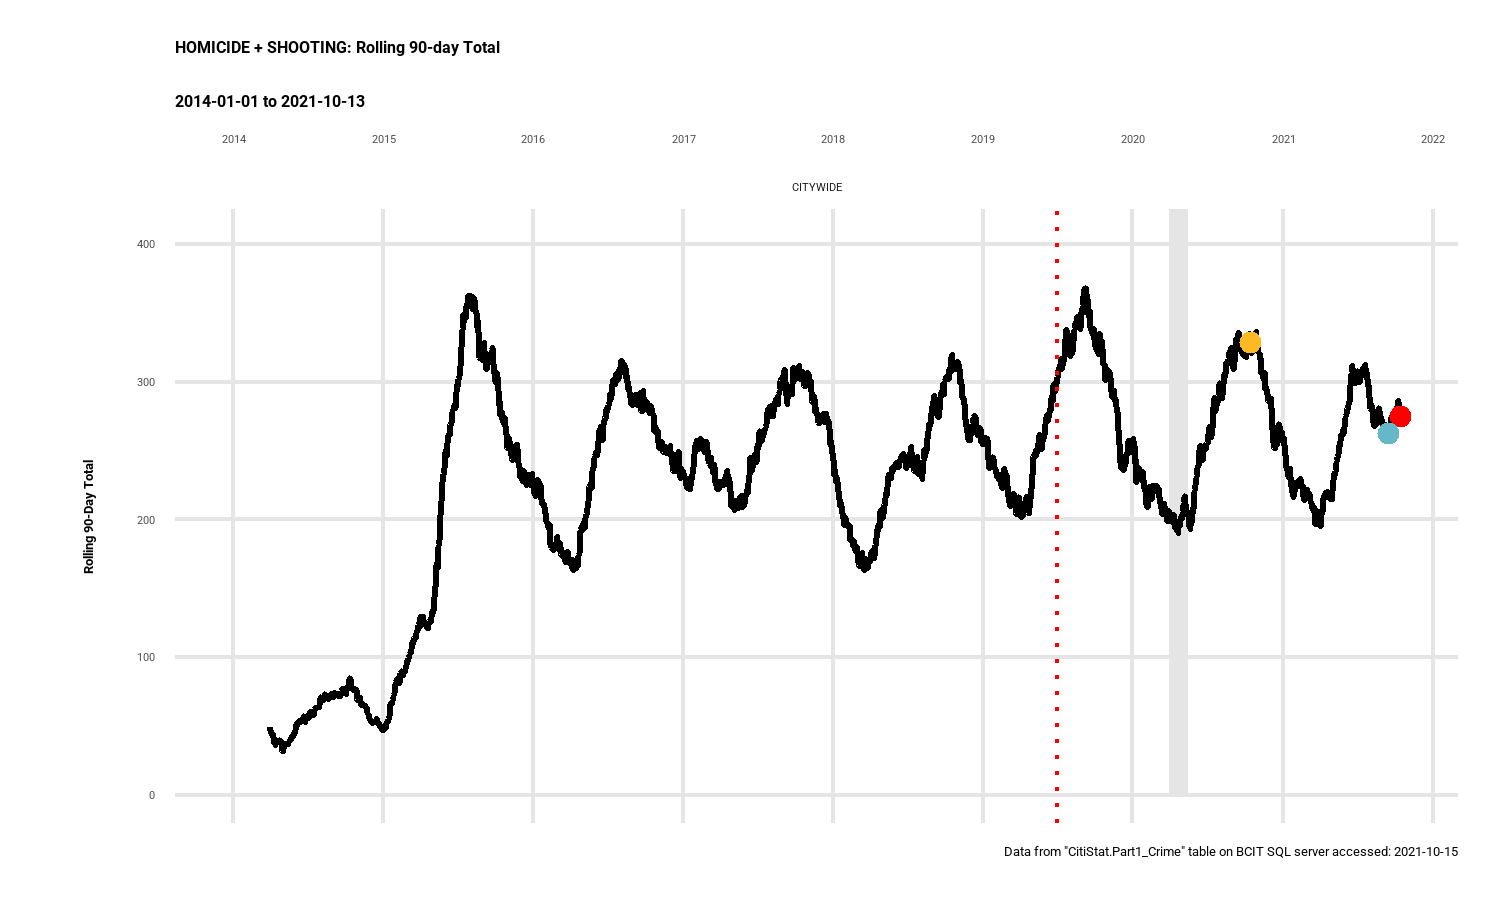 HOMICIDE + SHOOTING: Rolling 90-day Total
2014-01-01 to 2021-10-13
2014 2015 2016 2017 2018 2019 2020 2021 2022
CITYWIDE
400
300
200
100
0
Rolling 90-Day Total
Data from "CitiStat.Part1_Crime" table on BCIT SQL server accessed: 2021-10-15